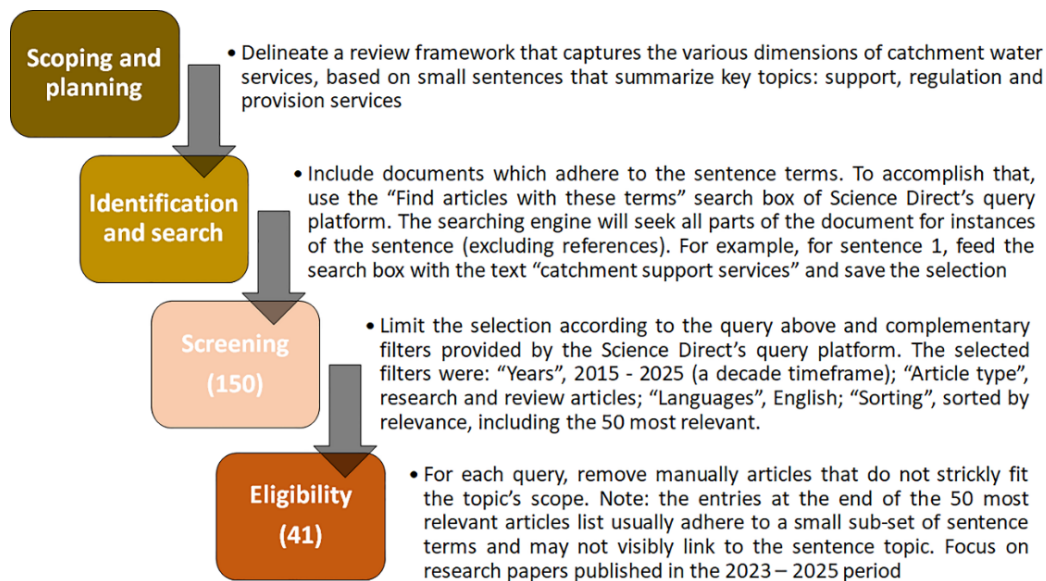 Scoping and
planning
• Delineate a review framework that captures the various dimensions of catchment water
services, based on small sentences that summarize key topics: support, regulation and
provision services
Identification
and search
• Include documents which adhere to the sentence terms. To accomplish that,
use the “Find articles with these terms” search box of Science Direct’s query
platform. The searching engine will seek all parts of the document for instances
of the sentence (excluding references). For example, for sentence 1, feed the
search box with the text “catchment support services” and save the selection
Screening
(150)
• Limit the selection according to the query above and complementary
filters provided by the Science Direct’s query platform. The selected
filters were: “Years”, 2015 - 2025 (a decade timeframe); “Article type”,
research and review articles; “Languages”, English; “Sorting”, sorted by
relevance, including the 50 most relevant.
Eligibility
(41)
• For each query, remove manually articles that do not strictly fit
the topic’s scope. Note: the entries at the end of the 50 most
relevant articles list usually adhere to a small sub-set of sentence
terms and may not visibly link to the sentence topic. Focus on
research papers published in the 2023 – 2025 period